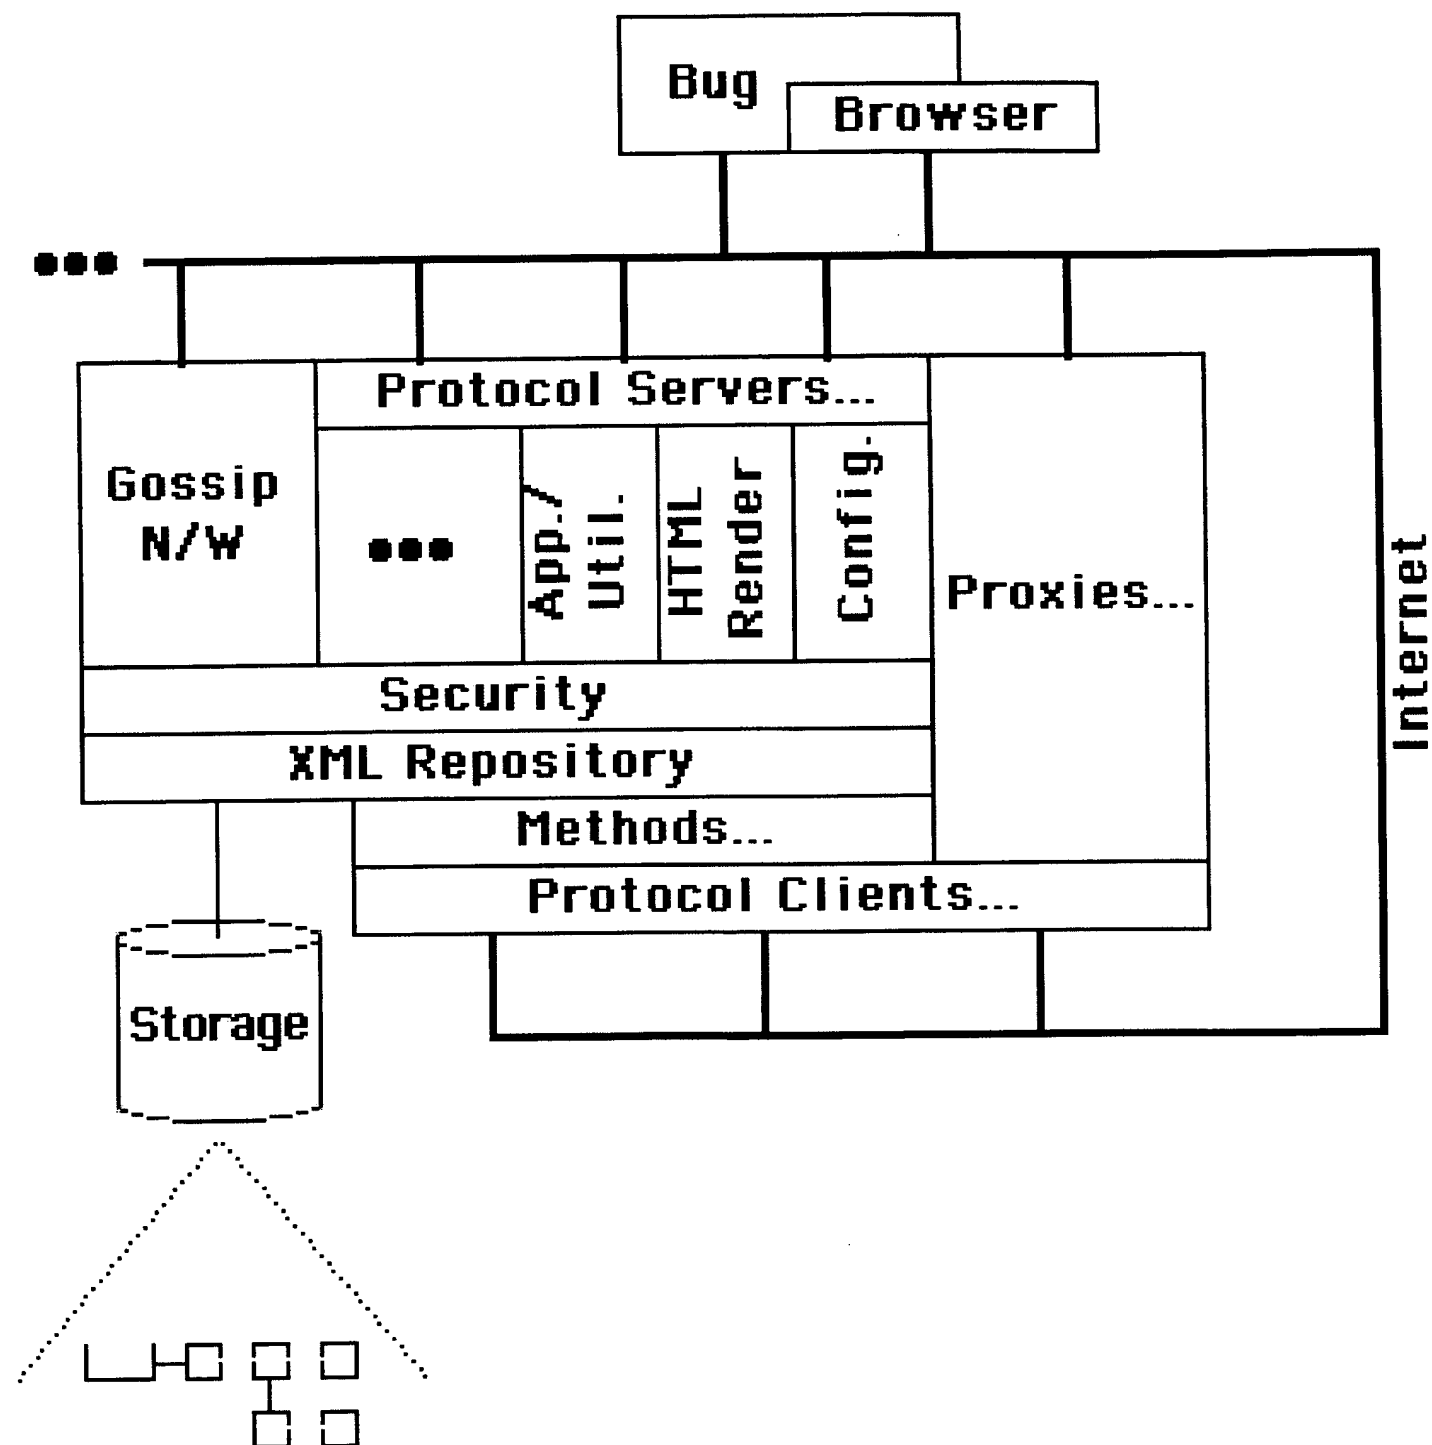 Bug
Browser
•••
Protocol Servers...
Gossip
N/W
•••
App./
Util.
HTML
Render
Config.
Proxies...
Internet
Security
XML Repository
Methods...
Protocol Clients...
Storage